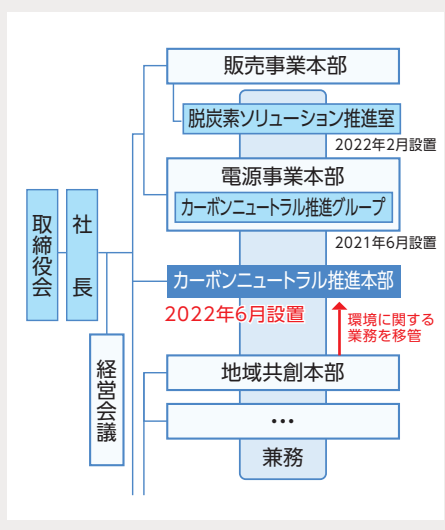 販売事業本部
脱炭素ソリューション推進室
2022年2月設置
電源事業本部
カーボンニュートラル推進グループ
2021年6月設置
取締役会
社長
カーボンニュートラル推進本部
2022年6月設置
環境に関する
業務を移管
経営会議
地域共創本部
…
兼務